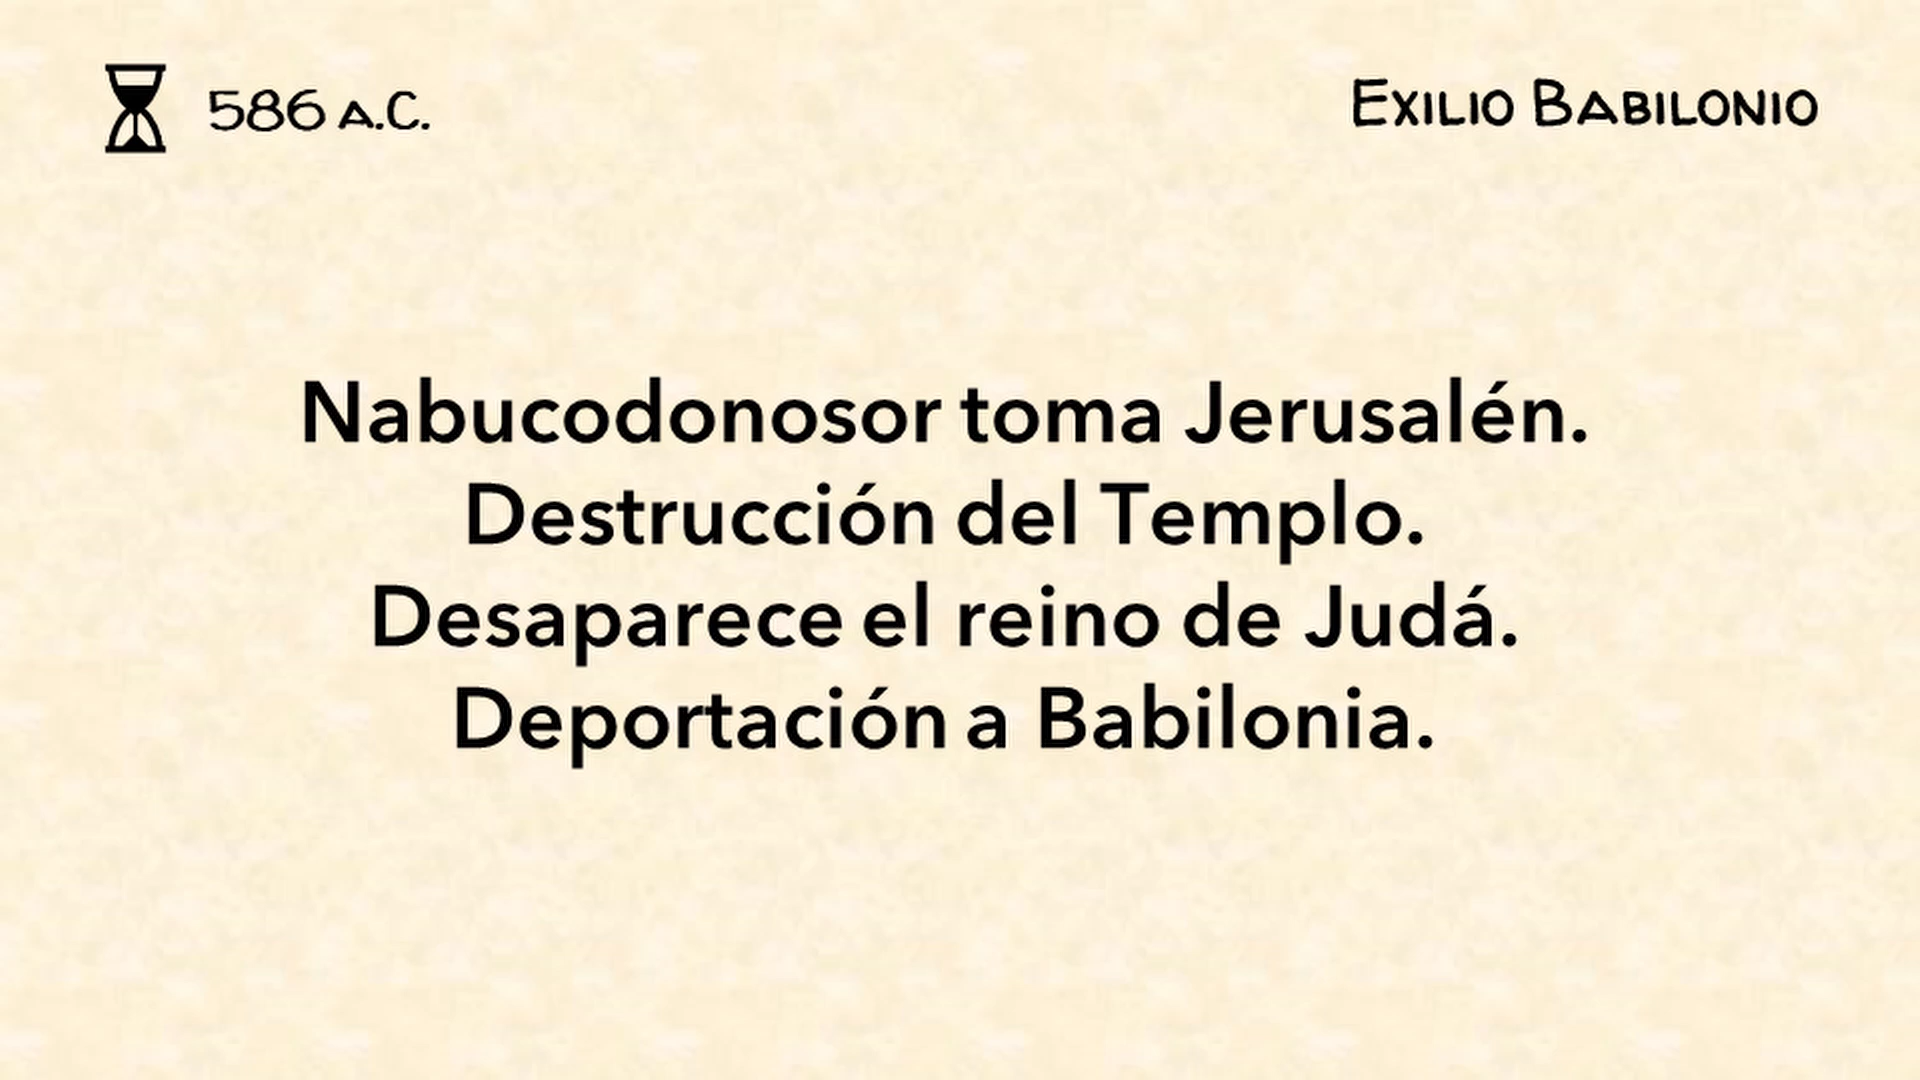 586 a.C.
Exilio Babilonio
Nabucodonosor toma Jerusalén.
Destrucción del Templo.
Desaparece el reino de Judá.
Deportación a Babilonia.